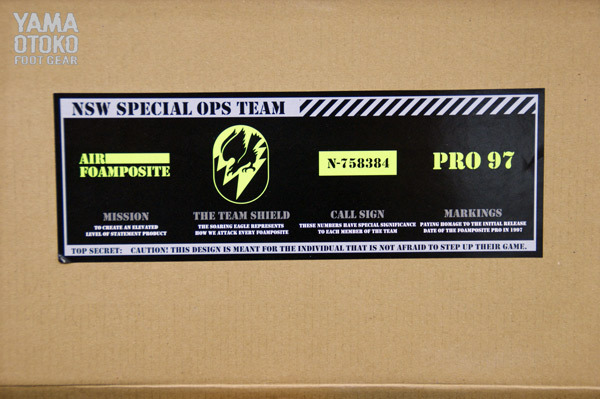 YAMA
OTOKO
FOOT GEAR
NSW SPECIAL OPS TEAM
AIR
FOAMPOSITE
N-758384
PRO 97
MISSION
TO CREATE AN ELEVATED
LEVEL OF STATEMENT PRODUCT
THE TEAM SHIELD
THE SOARING EAGLE REPRESENTS
HOW WE ATTACK EVERY FOAMPOSITE
CALL SIGN
THESE NUMBERS HAVE SPECIAL SIGNIFICANCE
TO EACH MEMBER OF THE TEAM
MARKINGS
PAYING HOMAGE TO THE INITIAL RELEASE
DATE OF THE FOAMPOSITE PRO IN 1997
TOP SECRET: CAUTION! THIS DESIGN IS MEANT FOR THE INDIVIDUAL THAT IS NOT AFRAID TO STEP UP THEIR GAME.